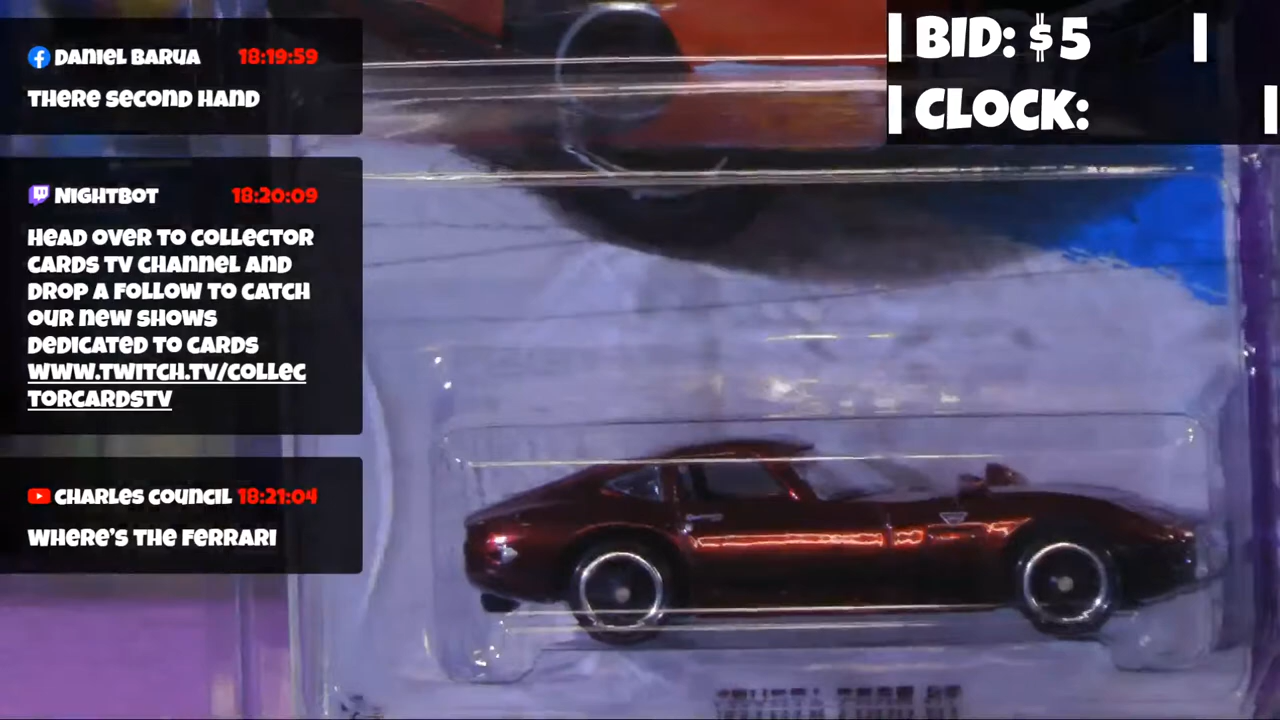 DANIEL BARUA 18:19:59
THERE SECOND HAND
NIGHTBOT 18:20:09
HEAD OVER TO COLLECTOR
CARDS TV CHANNEL AND
DROP A FOLLOW TO CATCH
OUR NEW SHOWS
DEDICATED TO CARDS
WWW.TWITCH.TV/COLLEC
TORCARDSTV
CHARLES COUNCIL 18:21:04
WHERE'S THE FERRARI
| BID: $5 |
| CLOCK: |